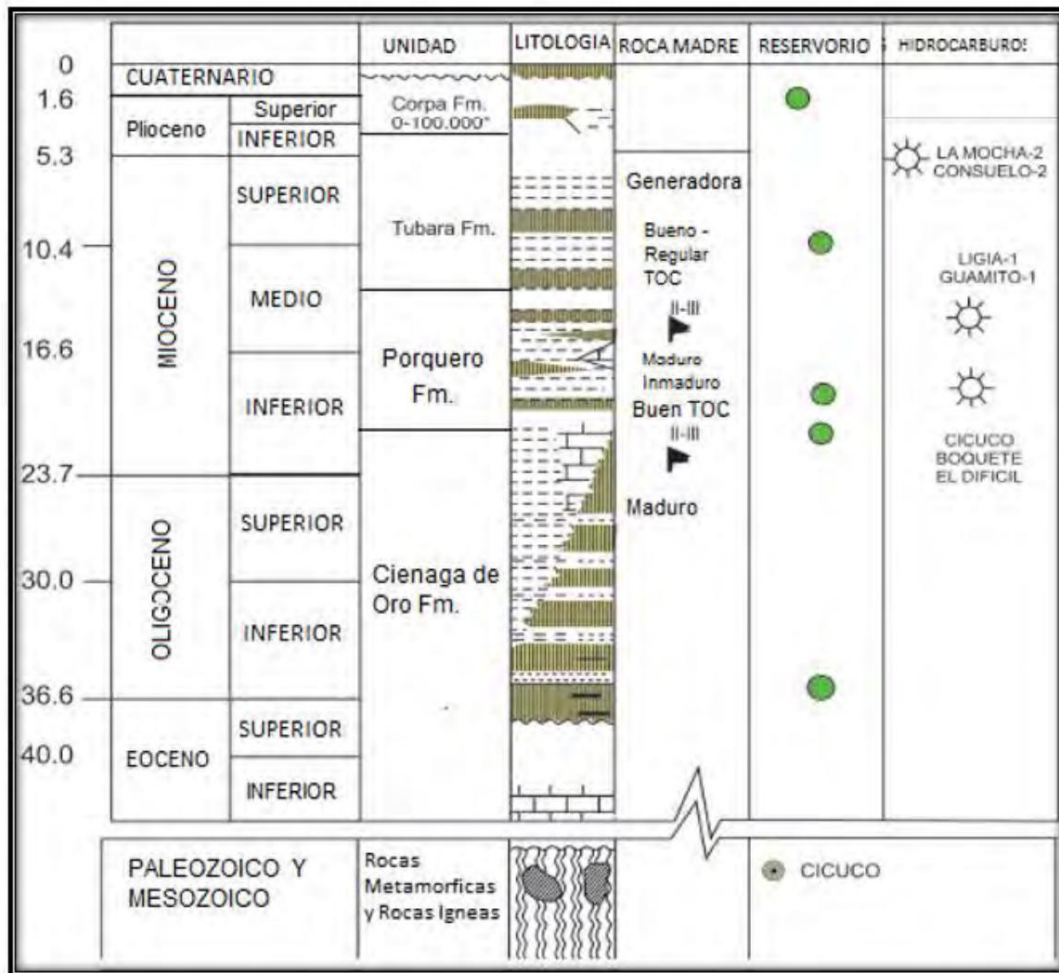 UNIDAD
LITOLOGIA
ROCA MADRE
RESERVORIO
HIDROCARBUROS
0
CUATERNARIO
1.6
Plioceno
Superior
INFERIOR
Corpa Fm.
0-100.000"
5.3
MIOCENO
SUPERIOR
10.4
MEDIO
16.6
INFERIOR
23.7
Tubara Fm.
Porquero
Fm.
OLIGOCENO
SUPERIOR
30.0
INFERIOR
36.6
Cienaga de
Oro Fm.
EOCENO
SUPERIOR
40.0
INFERIOR
Generadora
Bueno -
Regular
TOC
II-III
Maduro
Inmaduro
Buen TOC
II-III
Maduro
LA MOCHA-2
CONSUELO-2
LIGIA-1
GUAMITO-1
CICUCO
BOQUETE
EL DIFICIL
PALEOZOICO Y
MESOZOICO
Rocas
Metamorficas
y Rocas Igneas
CICUCO